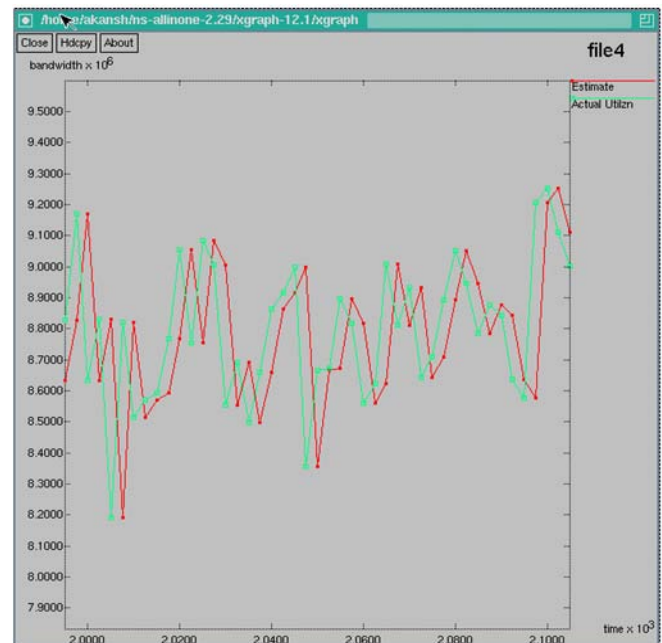 /home/akansh/ns-allinone-2.29/xgraph-12.1/xgraph
Close Hdcpy About
file4
bandwidth x 10^6
Estimate
Actual Utilzn
9.5000
9.4000
9.3000
9.2000
9.1000
9.0000
8.9000
8.8000
8.7000
8.6000
8.5000
8.4000
8.3000
8.2000
8.1000
8.0000
7.9000
time x 10^3
2.0000 2.0200 2.0400 2.0600 2.0800 2.1000